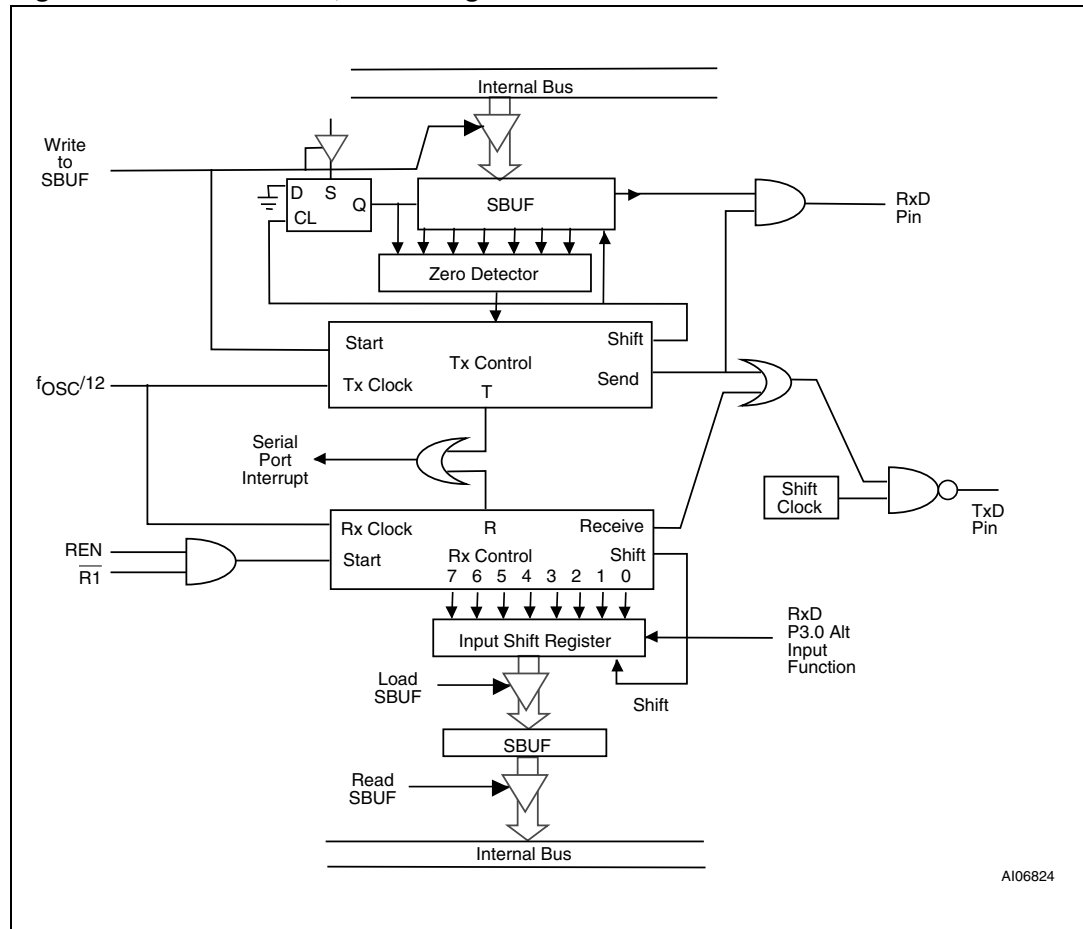 Internal Bus
Write
to
SBUF
D S
Q
CL
SBUF
RxD
Pin
Zero Detector
Start
Shift
Tx Control
Send
Tx Clock
T
fOSC/12
Serial
Port
Interrupt
Shift
Clock
TxD
Pin
Rx Clock
R
Receive
REN
R1
Start
Rx Control
Shift
7 6 5 4 3 2 1 0
Input Shift Register
RxD
P3.0 Alt
Input
Function
Load
SBUF
Shift
SBUF
Read
SBUF
Internal Bus
AI06824